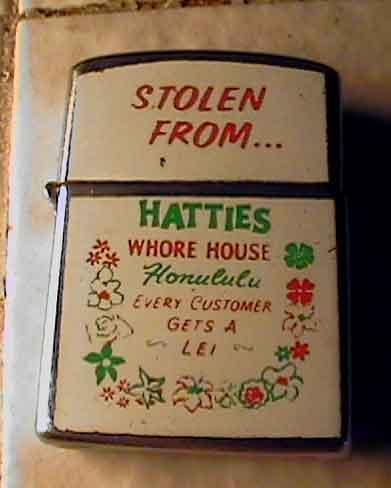 STOLEN
FROM...
HATTIES
WHORE HOUSE
Honululu
EVERY CUSTOMER
GETS A
~ LEI ~